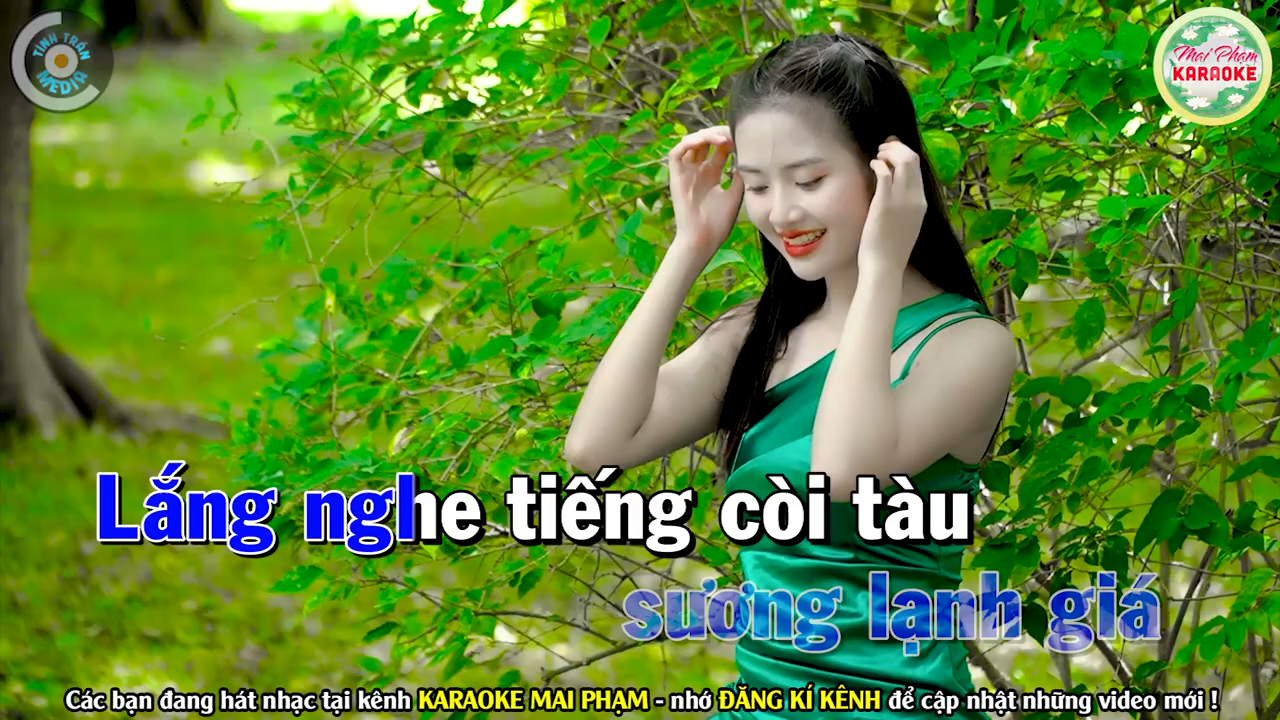 TÌNH TRẦN
MEDIA
Mai Phạm
KARAOKE
Lắng nghe tiếng còi tàu
sương lạnh giá
Các bạn đang hát nhạc tại kênh KARAOKE MAI PHẠM - nhớ ĐĂNG KÍ KÊNH để cập nhật những video mới !